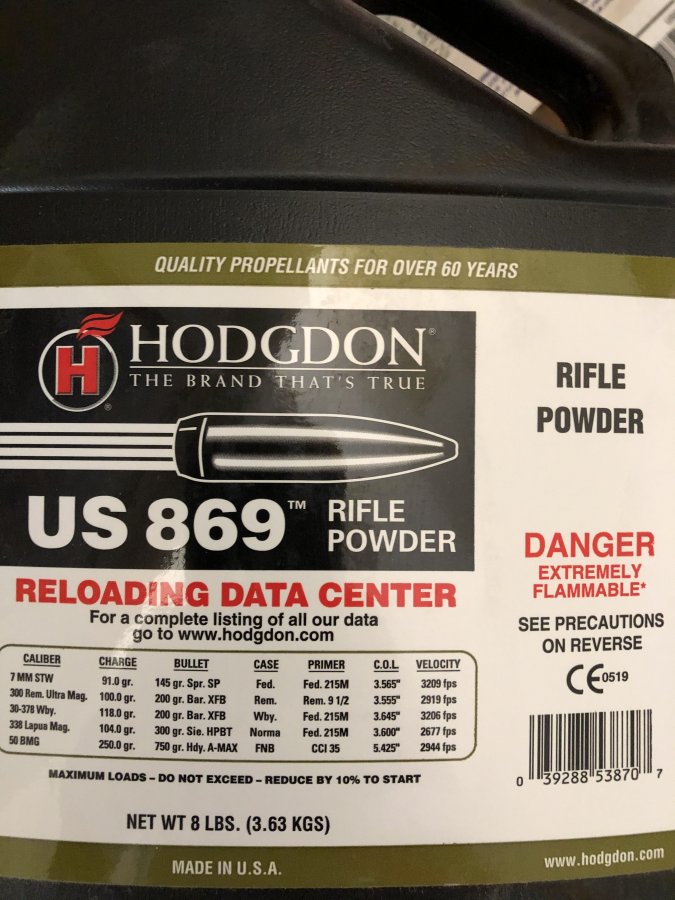 QUALITY PROPELLANTS FOR OVER 60 YEARS
H
®
HODGDON®
THE BRAND THAT'S TRUE
US 869™ RIFLE POWDER
RIFLE
POWDER
RELOADING DATA CENTER
For a complete listing of all our data
go to www.hodgdon.com
CALIBER CHARGE BULLET CASE PRIMER C.O.L. VELOCITY
7 MM STW 91.0 gr. 145 gr. Spr. SP Fed. Fed. 215M 3.565" 3209 fps
300 Rem. Ultra Mag. 100.0 gr. 200 gr. Bar. XFB Rem. Rem. 9 1/2 3.555" 2919 fps
30-378 Wby. 118.0 gr. 200 gr. Bar. XFB Wby. Fed. 215M 3.645" 3206 fps
338 Lapua Mag. 104.0 gr. 300 gr. Sie. HPBT Norma Fed. 215M 3.600" 2677 fps
50 BMG 250.0 gr. 750 gr. Hdy. A-MAX FNB CCI 35 5.425" 2944 fps
MAXIMUM LOADS – DO NOT EXCEED – REDUCE BY 10% TO START
NET WT 8 LBS. (3.63 KGS)
DANGER
EXTREMELY
FLAMMABLE*
SEE PRECAUTIONS
ON REVERSE
CE0519
0 39288 53870 7
MADE IN U.S.A.
www.hodgdon.com